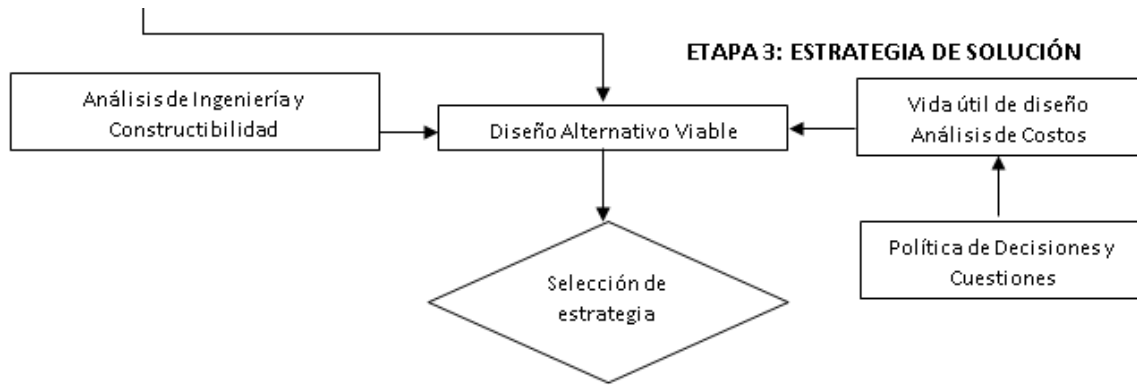 ETAPA 3: ESTRATEGIA DE SOLUCIÓN
Análisis de Ingeniería y
Constructibilidad
Diseño Alternativo Viable
Vida útil de diseño
Análisis de Costos
Política de Decisiones y
Cuestiones
Selección de
estrategia